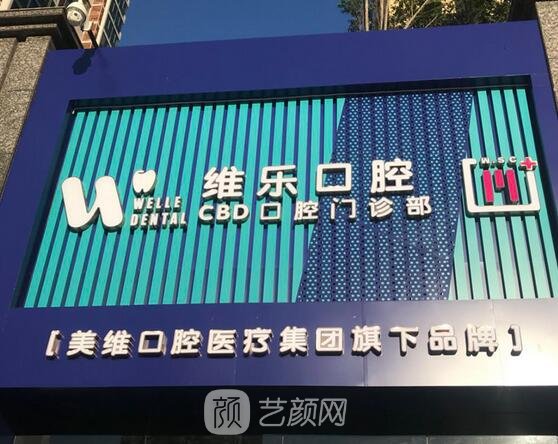 WELLE
DENTAL
维乐口腔
CBD口腔门诊部
W.S.C
[美维口腔医疗集团旗下品牌]
颜 艺颜网